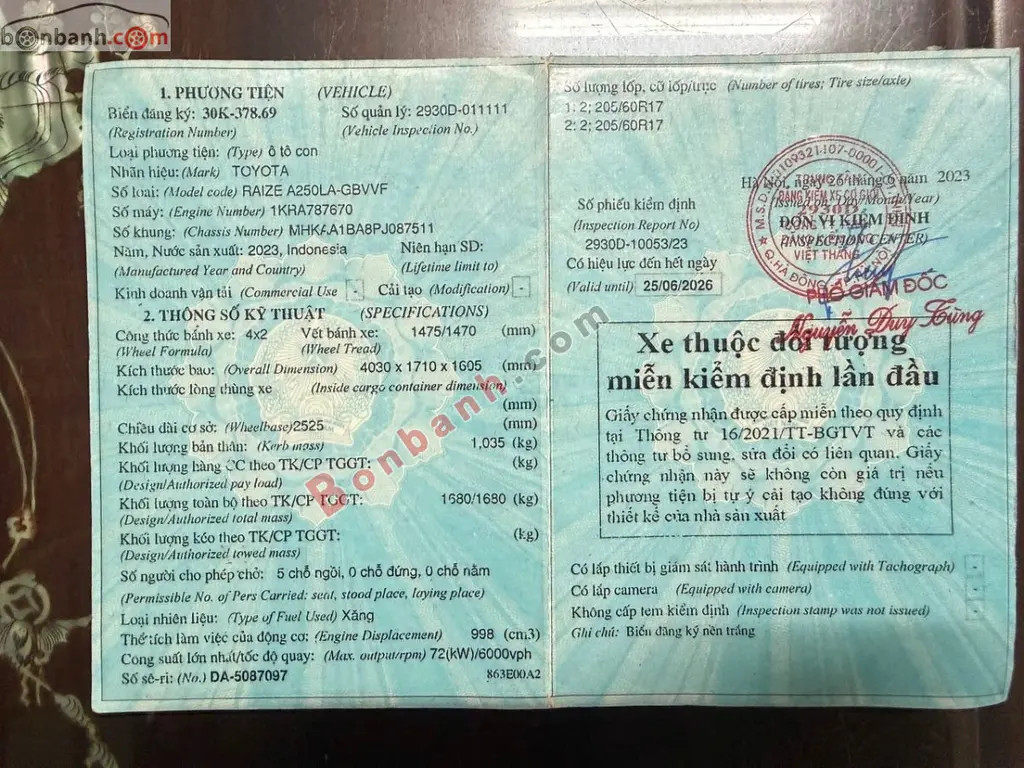 bonbanh.com
1. PHƯƠNG TIỆN (VEHICLE)
Biển đăng ký: 30K-378.69 Số quản lý: 2930D-011111
(Registration Number) (Vehicle Inspection No.)
Loại phương tiện: (Type) ô tô con
Nhãn hiệu: (Mark) TOYOTA
Số loại: (Model code) RAIZE A250LA-GBVVF
Số máy: (Engine Number) 1KRA787670
Số khung: (Chassis Number) MHKAA1BA8PJ087511
Năm, Nước sản xuất: 2023, Indonesia Niên hạn SD:
(Manufactured Year and Country) (Lifetime limit to)
Kinh doanh vận tải (Commercial Use - Cải tạo (Modification) -
2. THÔNG SỐ KỸ THUẬT (SPECIFICATIONS)
Công thức bánh xe: 4x2 Vết bánh xe: 1475/1470 (mm)
(Wheel Formula) (Wheel Tread)
Kích thước bao: (Overall Dimension) 4030 x 1710 x 1605 (mm)
Kích thước lòng thùng xe (Inside cargo container dimension)
(mm)
Chiều dài cơ sở: (Wheelbase)2525 (mm)
Khối lượng bản thân: (Kerb mass) 1,035 (kg)
Khối lượng hàng CC theo TK/CP TGGT: (kg)
(Design/Authorized pay load)
Khối lượng toàn bộ theo TK/CP TGGT: 1680/1680 (kg)
(Design/Authorized total mass)
Khối lượng kéo theo TK/CP TGGT: (kg)
(Design/Authorized towed mass)
Số người cho phép chở: 5 chỗ ngồi, 0 chỗ đứng, 0 chỗ nằm
(Permissible No. of Pers Carried: seat, stood place, laying place)
Loại nhiên liệu: (Type of Fuel Used) Xăng
Thể tích làm việc của động cơ: (Engine Displacement) 998 (cm3)
Công suất lớn nhất/tốc độ quay: (Max. output/rpm) 72(kW)/6000vph
Số sê-ri: (No.) DA-5087097 863E00A2
Số lượng lốp, cỡ lốp/trục (Number of tires; Tire size/axle)
1: 2; 205/60R17
2: 2; 205/60R17
Hà Nội, ngày 26 tháng 6 năm 2023
(Issued on: Day/Month/Year)
Số phiếu kiểm định ĐƠN VỊ KIỂM ĐỊNH
(Inspection Report No) (INSPECTION CENTER)
2930D-10053/23
Có hiệu lực đến hết ngày
(Valid until) 25/06/2026
TRUNG TÂM
ĐĂNG KIỂM XE CƠ GIỚI
2930D
VIỆT THẮNG
PHÓ GIÁM ĐỐC
Nguyễn Duy Tùng
Xe thuộc đối tượng
miễn kiểm định lần đầu
Giấy chứng nhận được cấp miễn theo quy định
tại Thông tư 16/2021/TT-BGTVT và các
thông tư bổ sung, sửa đổi có liên quan. Giấy
chứng nhận này sẽ không còn giá trị nếu
phương tiện bị tự ý cải tạo không đúng với
thiết kế của nhà sản xuất
Có lắp thiết bị giám sát hành trình (Equipped with Tachograph) -
Có lắp camera (Equipped with camera) -
Không cấp tem kiểm định (Inspection stamp was not issued) -
Ghi chú: Biển đăng ký nền trắng
Bonbanh.com